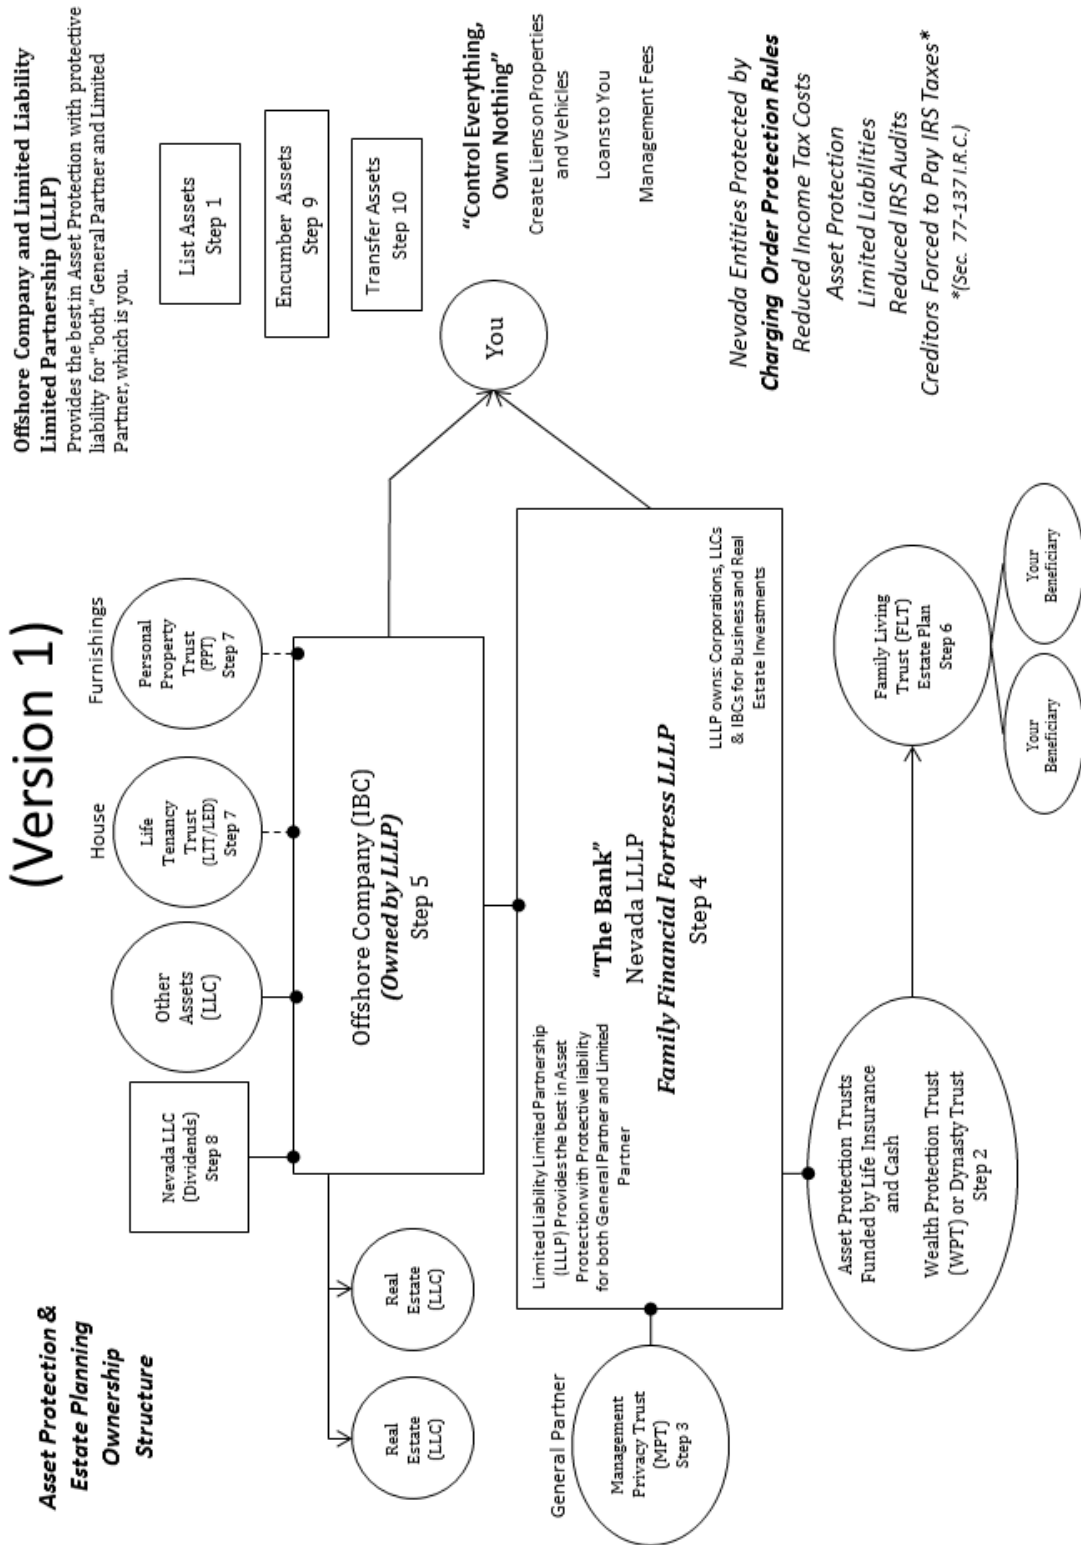 (Version 1)
Asset Protection &
Estate Planning
Ownership
Structure
Offshore Company and Limited Liability
Limited Partnership (LLLP)
Provides the best in Asset Protection with protective
liability for "both" General Partner and Limited
Partner, which is you.
Nevada LLC
(Dividends)
Step 8
Other
Assets
(LLC)
House
Life
Tenancy
Trust
(LTT/LED)
Step 7
Furnishings
Personal
Property
Trust
(PPT)
Step 7
List Assets
Step 1
Encumber Assets
Step 9
Transfer Assets
Step 10
Offshore Company (IBC)
(Owned by LLLP)
Step 5
Real
Estate
(LLC)
Real
Estate
(LLC)
You
"Control Everything,
Own Nothing"
Create Liens on Properties
and Vehicles
Loans to You
Management Fees
General Partner
Management
Privacy Trust
(MPT)
Step 3
Limited Liability Limited Partnership
(LLLP) Provides the best in Asset
Protection with Protective liability
for both General Partner and Limited
Partner
"The Bank"
Nevada LLLP
Family Financial Fortress LLLP
Step 4
LLLP owns: Corporations, LLCs
& IBCs for Business and Real
Estate Investments
Nevada Entities Protected by
Charging Order Protection Rules
Reduced Income Tax Costs
Asset Protection
Limited Liabilities
Reduced IRS Audits
Creditors Forced to Pay IRS Taxes*
*(Sec. 77-137 I.R.C.)
Asset Protection Trusts
Funded by Life Insurance
and Cash
Wealth Protection Trust
(WPT) or Dynasty Trust
Step 2
Family Living
Trust (FLT)
Estate Plan
Step 6
Your
Beneficiary
Your
Beneficiary